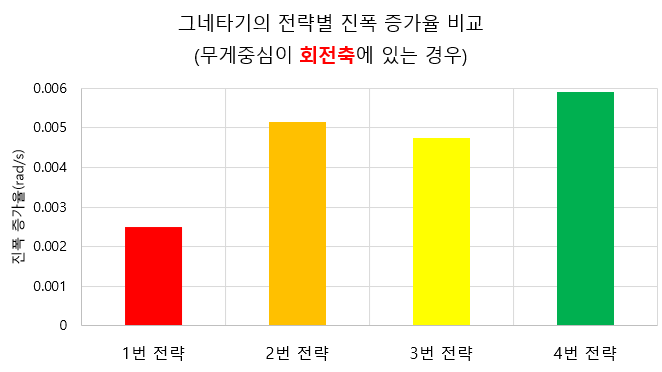 그네타기의 전략별 진폭 증가율 비교
(무게중심이 회전축에 있는 경우)
진폭 증가율(rad/s)
0.006
0.005
0.004
0.003
0.002
0.001
0
1번 전략
2번 전략
3번 전략
4번 전략